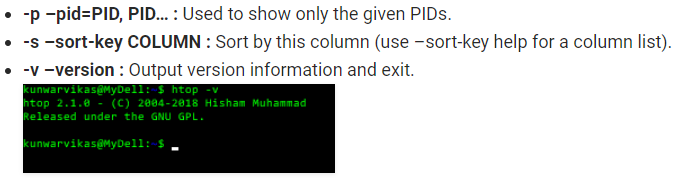 -p –pid=PID, PID… : Used to show only the given PIDs.
-s –sort-key COLUMN : Sort by this column (use –sort-key help for a column list).
-v –version : Output version information and exit.
kunwarvikas@MyDell:~$ htop -v
htop 2.1.0 - (C) 2004-2018 Hisham Muhammad
Released under the GNU GPL.
kunwarvikas@MyDell:~$